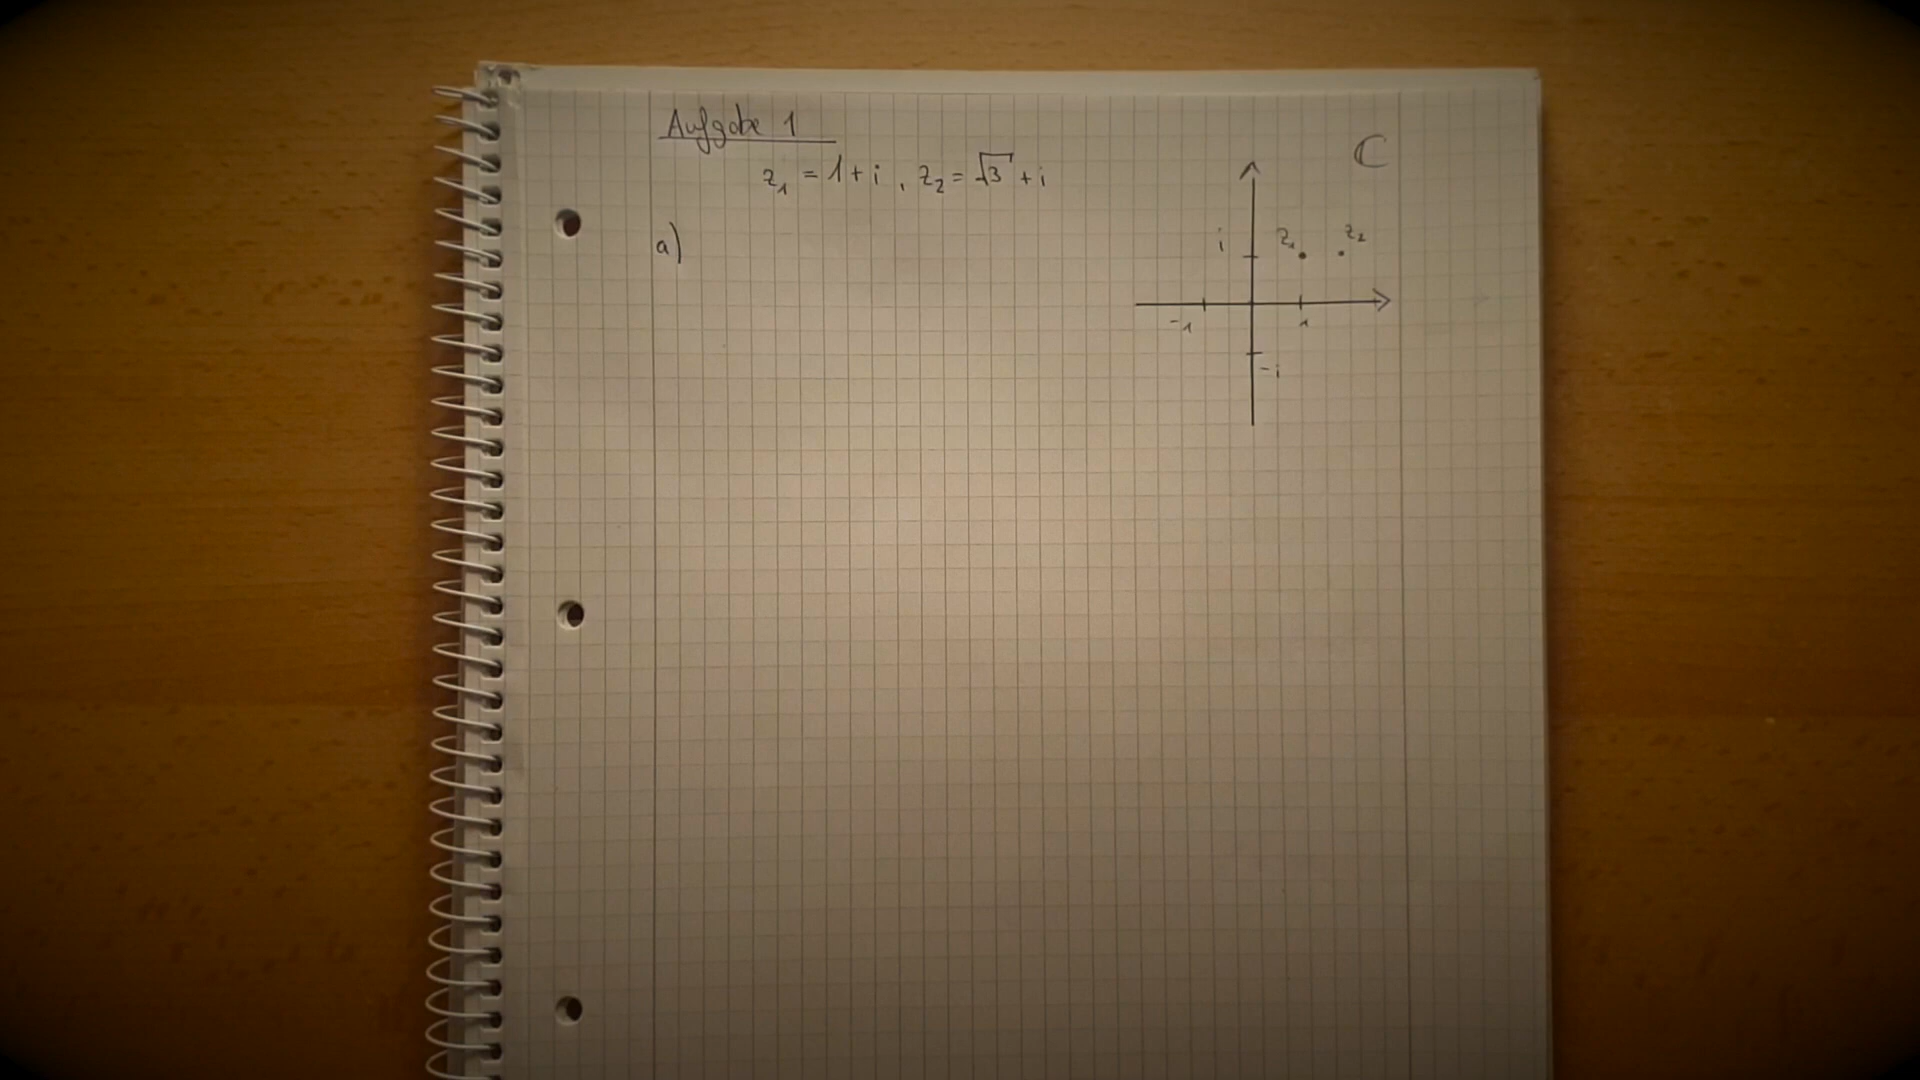 Aufgabe 1
z₁ = 1 + i , z₂ = √3 + i
ℂ
a)
i
z₁
z₂
-1
1
-i